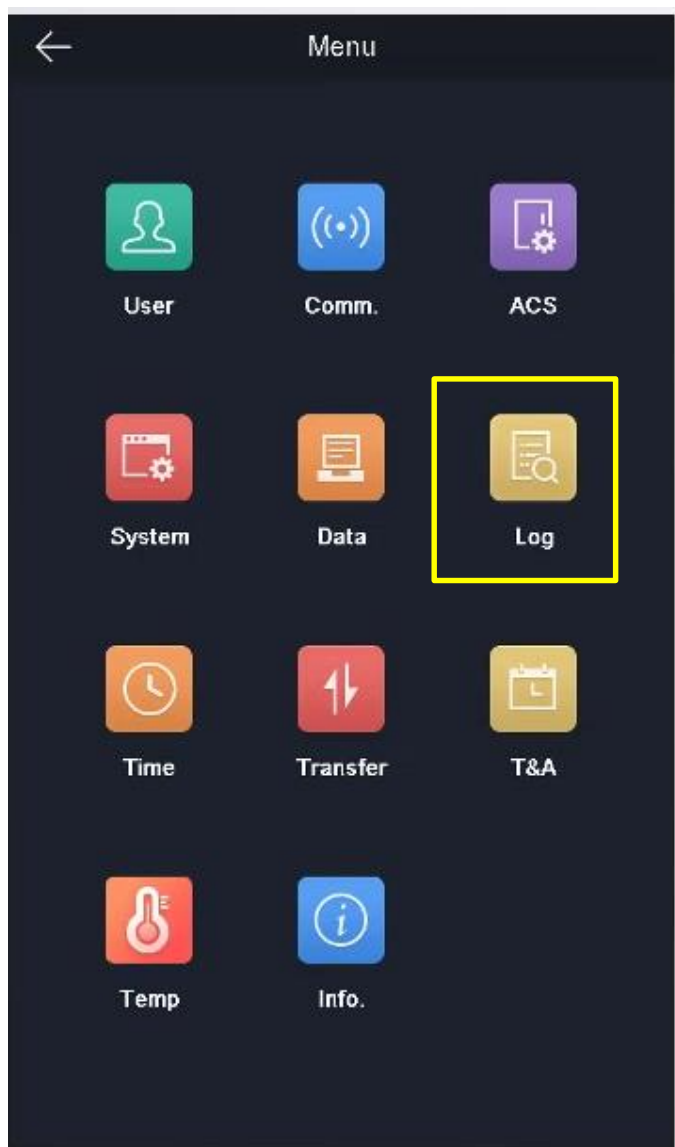 Menu
User Comm. ACS
System Data Log
Time Transfer T&A
Temp Info.